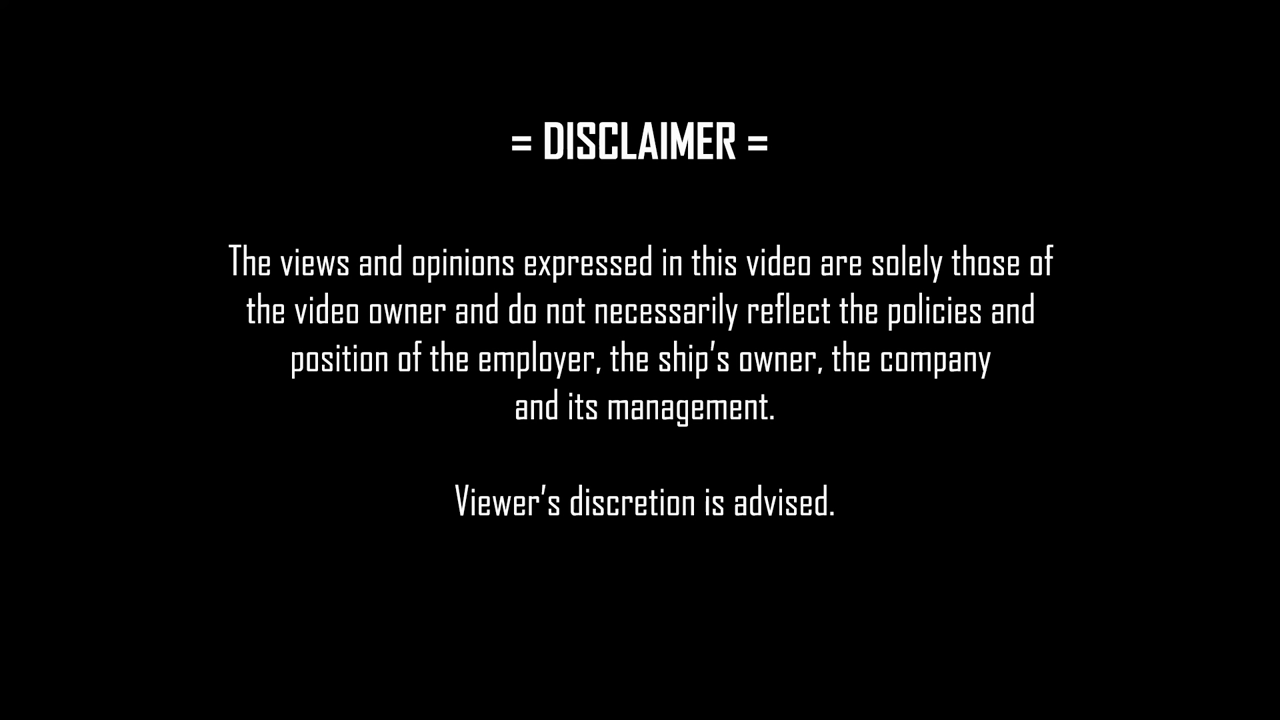 = DISCLAIMER =
The views and opinions expressed in this video are solely those of
the video owner and do not necessarily reflect the policies and
position of the employer, the ship’s owner, the company
and its management.
Viewer’s discretion is advised.